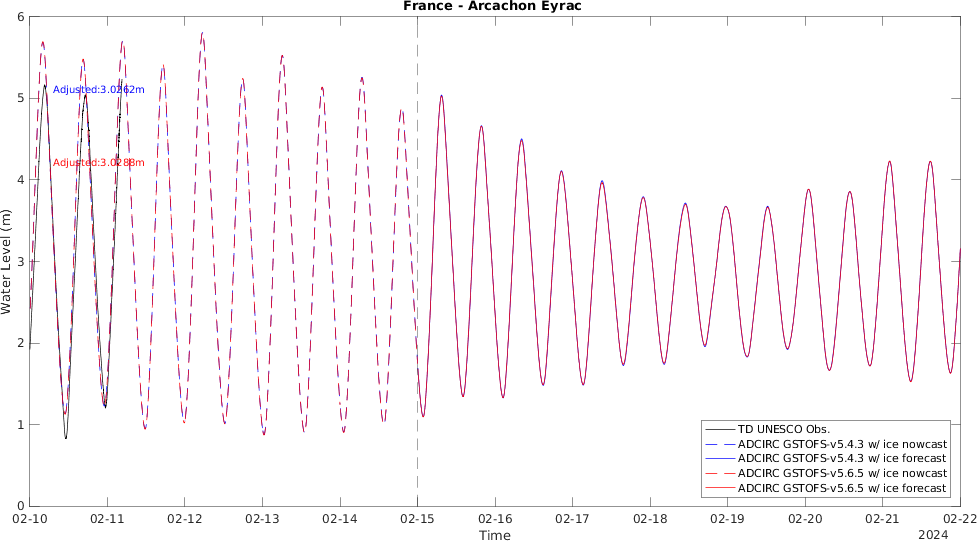 France - Arcachon Eyrac
6
5
4
3
2
1
0
Water Level (m)
Adjusted:3.0262m
Adjusted:3.0288m
TD UNESCO Obs.
ADCIRC GSTOFS-v5.4.3 w/ ice nowcast
ADCIRC GSTOFS-v5.4.3 w/ ice forecast
ADCIRC GSTOFS-v5.6.5 w/ ice nowcast
ADCIRC GSTOFS-v5.6.5 w/ ice forecast
02-10 02-11 02-12 02-13 02-14 02-15 02-16 02-17 02-18 02-19 02-20 02-21 02-22
Time
2024